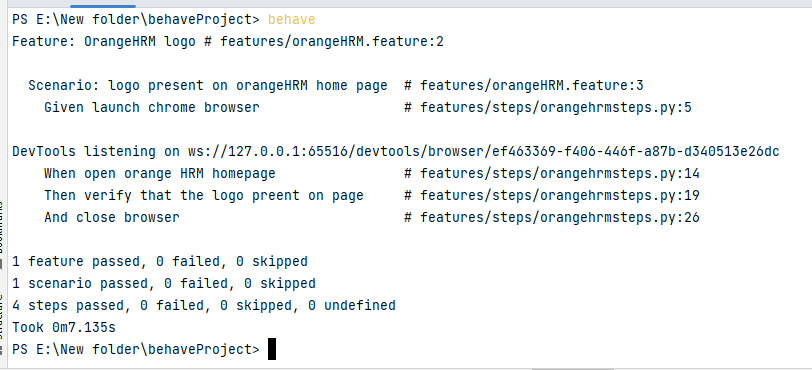 PS E:\New folder\behaveProject> behave
Feature: OrangeHRM logo # features/orangeHRM.feature:2
Scenario: logo present on orangeHRM home page # features/orangeHRM.feature:3
Given launch chrome browser # features/steps/orangehrmsteps.py:5
DevTools listening on ws://127.0.0.1:65516/devtools/browser/ef463369-f406-446f-a87b-d340513e26dc
When open orange HRM homepage # features/steps/orangehrmsteps.py:14
Then verify that the logo preent on page # features/steps/orangehrmsteps.py:19
And close browser # features/steps/orangehrmsteps.py:26
1 feature passed, 0 failed, 0 skipped
1 scenario passed, 0 failed, 0 skipped
4 steps passed, 0 failed, 0 skipped, 0 undefined
Took 0m7.135s
PS E:\New folder\behaveProject>